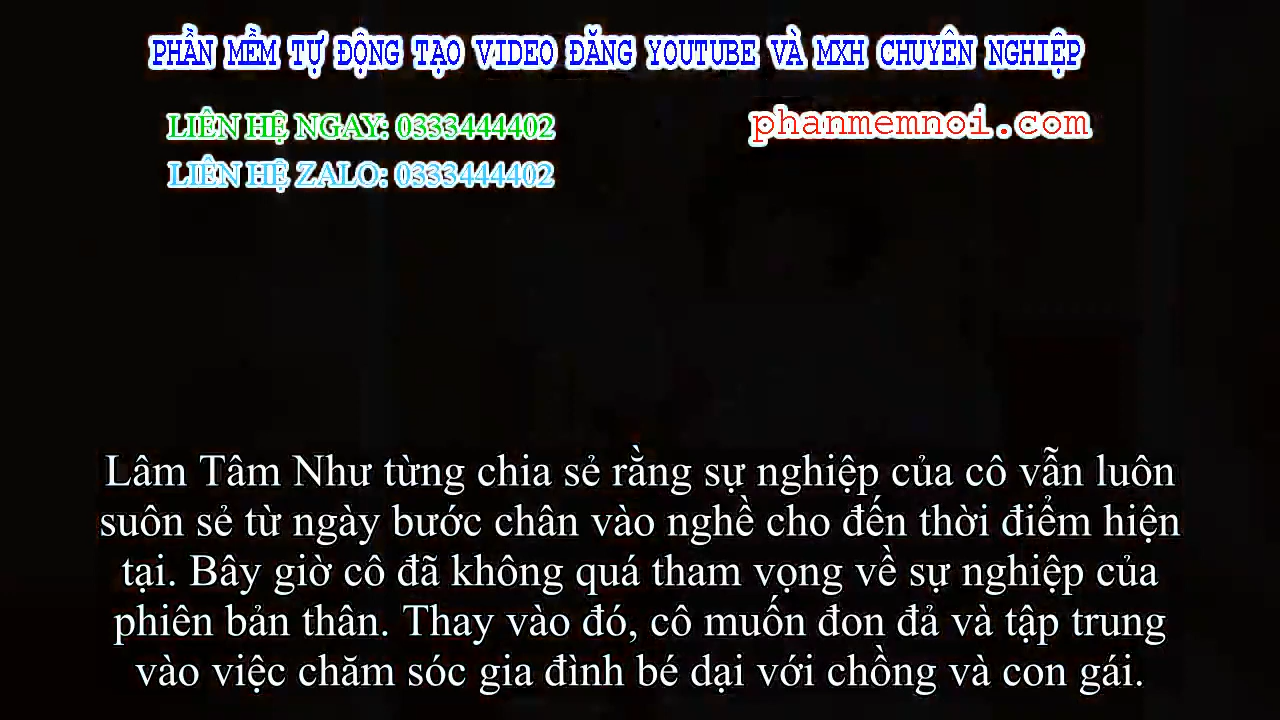 PHẦN MỀM TỰ ĐỘNG TẠO VIDEO ĐĂNG YOUTUBE VÀ MXH CHUYÊN NGHIỆP
LIÊN HỆ NGAY: 0333444402
phanmemnoi.com
LIÊN HỆ ZALO: 0333444402
Lâm Tâm Như từng chia sẻ rằng sự nghiệp của cô vẫn luôn
suôn sẻ từ ngày bước chân vào nghề cho đến thời điểm hiện
tại. Bây giờ cô đã không quá tham vọng về sự nghiệp của
phiên bản thân. Thay vào đó, cô muốn đon đả và tập trung
vào việc chăm sóc gia đình bé dại với chồng và con gái.